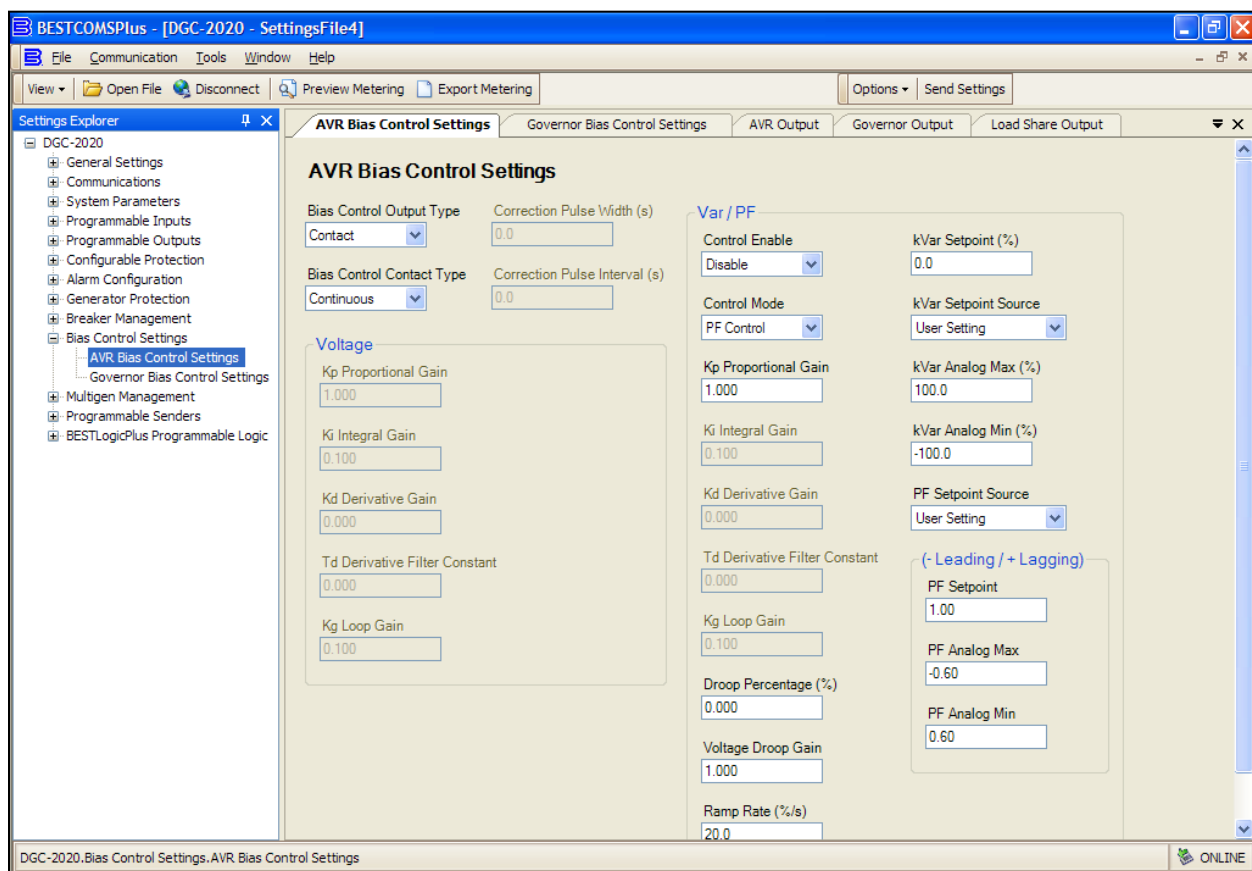 BESTCOMSPlus - [DGC-2020 - SettingsFile4]
File Communication Tools Window Help
View Open File Disconnect Preview Metering Export Metering Options Send Settings
Settings Explorer
DGC-2020
General Settings
Communications
System Parameters
Programmable Inputs
Programmable Outputs
Configurable Protection
Alarm Configuration
Generator Protection
Breaker Management
Bias Control Settings
AVR Bias Control Settings
Governor Bias Control Settings
Multigen Management
Programmable Senders
BESTLogicPlus Programmable Logic
AVR Bias Control Settings Governor Bias Control Settings AVR Output Governor Output Load Share Output
AVR Bias Control Settings
Bias Control Output Type Correction Pulse Width (s)
Contact 0.0
Bias Control Contact Type Correction Pulse Interval (s)
Continuous 0.0
Voltage
Kp Proportional Gain
1.000
Ki Integral Gain
0.100
Kd Derivative Gain
0.000
Td Derivative Filter Constant
0.000
Kg Loop Gain
0.100
Var / PF
Control Enable
Disable
Control Mode
PF Control
Kp Proportional Gain
1.000
Ki Integral Gain
0.100
Kd Derivative Gain
0.000
Td Derivative Filter Constant
0.000
Kg Loop Gain
0.100
Droop Percentage (%)
0.000
Voltage Droop Gain
1.000
Ramp Rate (%/s)
20.0
kVar Setpoint (%)
0.0
kVar Setpoint Source
User Setting
kVar Analog Max (%)
100.0
kVar Analog Min (%)
-100.0
PF Setpoint Source
User Setting
(- Leading / + Lagging)
PF Setpoint
1.00
PF Analog Max
-0.60
PF Analog Min
0.60
DGC-2020.Bias Control Settings.AVR Bias Control Settings ONLINE